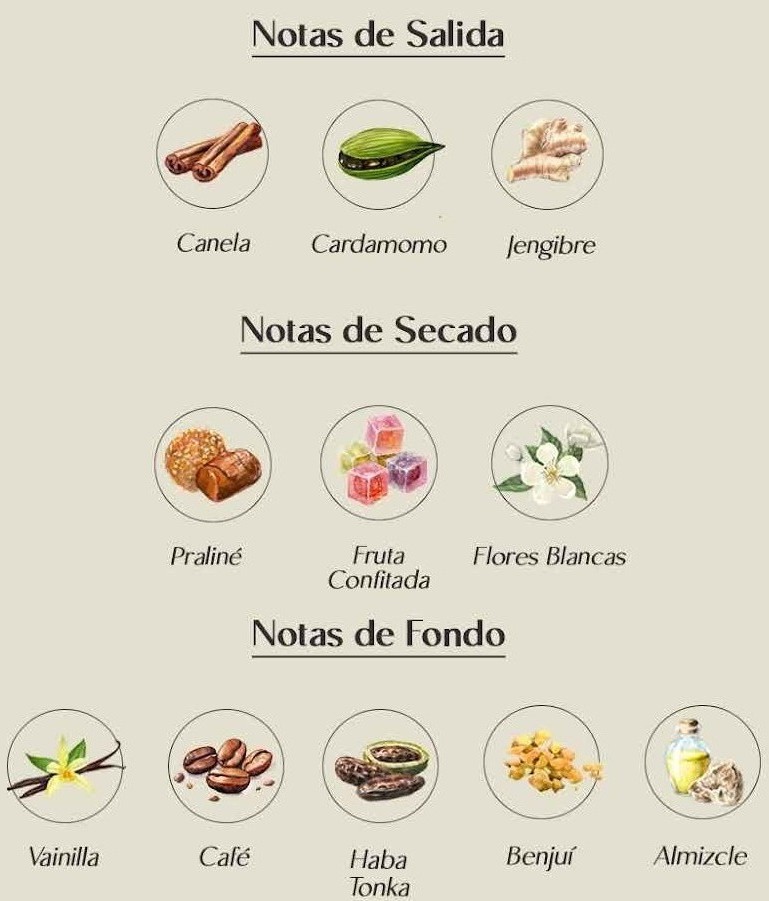 Notas de Salida
Canela
Cardamomo
Jengibre
Notas de Secado
Praliné
Fruta
Confitada
Flores Blancas
Notas de Fondo
Vainilla
Café
Haba
Tonka
Benjuí
Almizcle